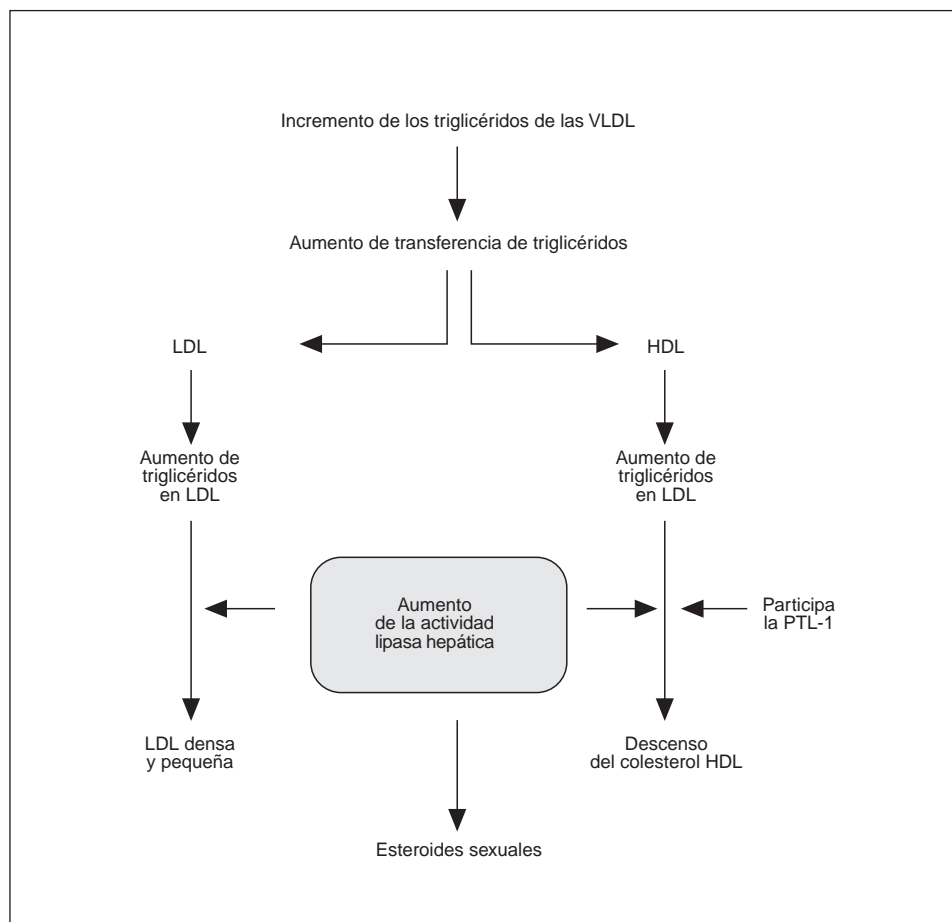 Incremento de los triglicéridos de las VLDL
Aumento de transferencia de triglicéridos
LDL
HDL
Aumento de
triglicéridos
en LDL
Aumento de
triglicéridos
en LDL
Aumento
de la actividad
lipasa hepática
Participa
la PTL-1
LDL densa
y pequeña
Descenso
del colesterol HDL
Esteroides sexuales